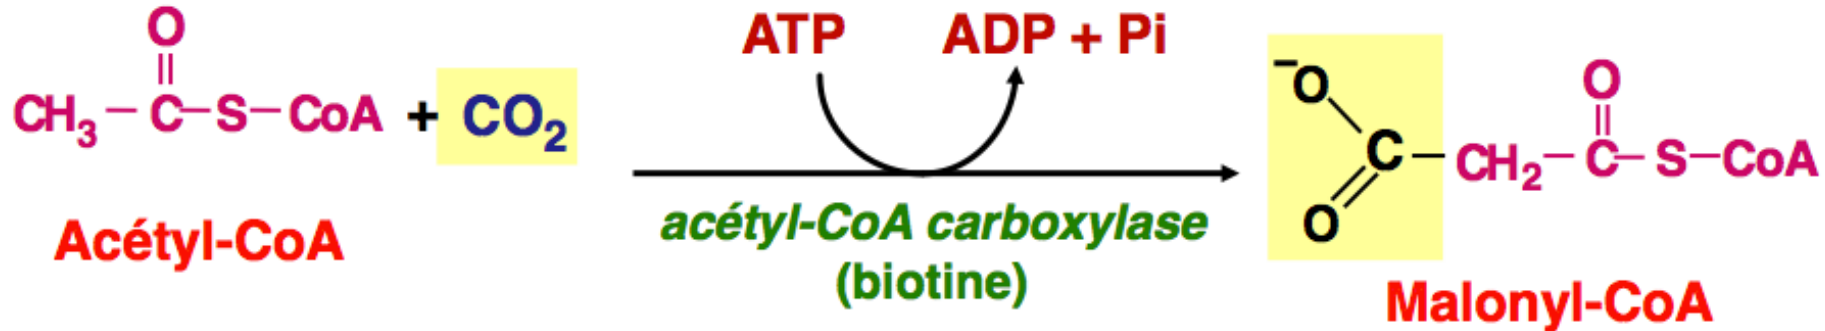 O
CH₃ – C – S – CoA + CO₂
Acétyl-CoA
ATP ADP + Pi
acétyl-CoA carboxylase
(biotine)
⁻O O
C – CH₂ – C – S – CoA
O
Malonyl-CoA